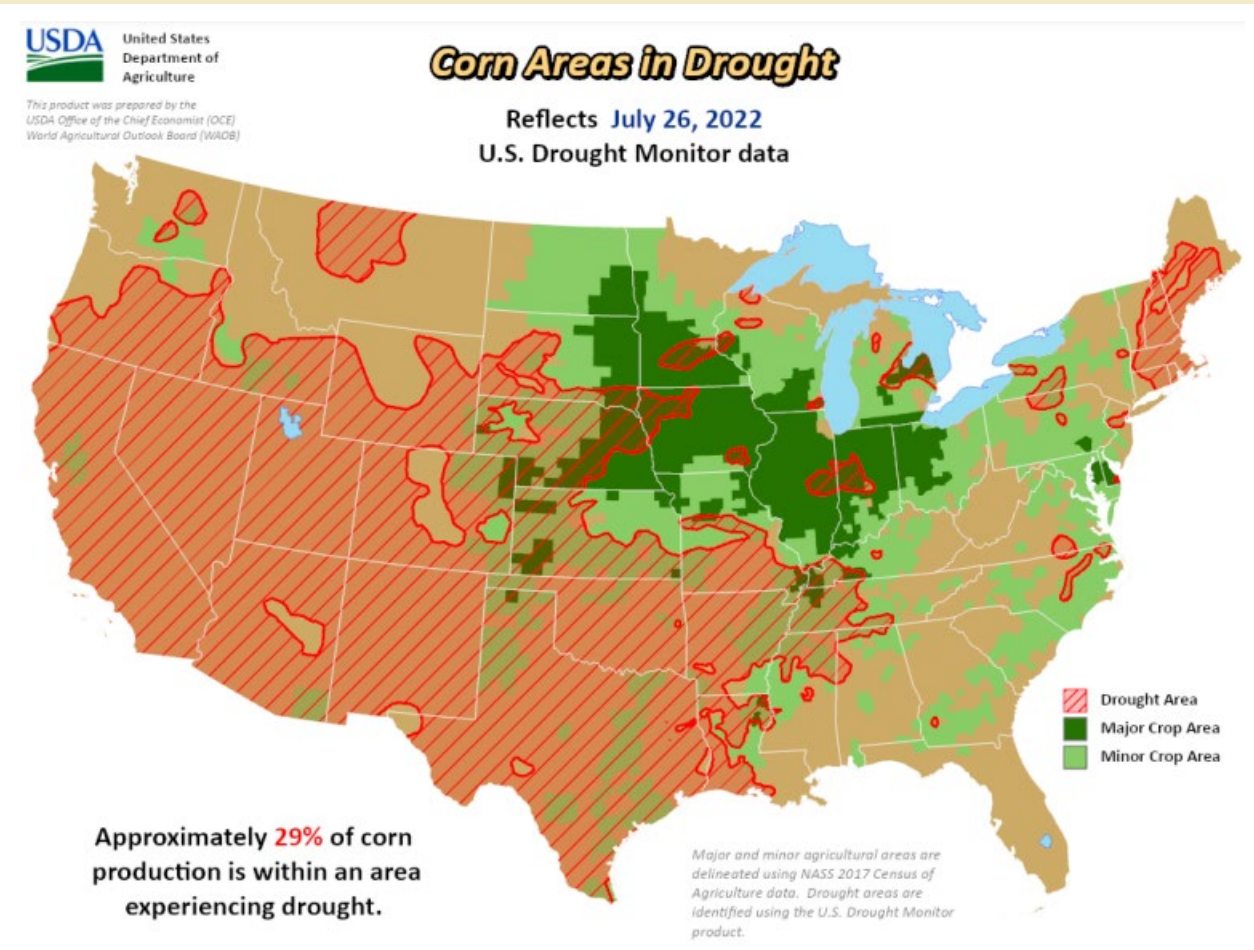 USDA
United States
Department of
Agriculture
This product was prepared by the
USDA Office of the Chief Economist (OCE)
World Agricultural Outlook Board (WAOB)
Corn Areas in Drought
Reflects July 26, 2022
U.S. Drought Monitor data
Drought Area
Major Crop Area
Minor Crop Area
Approximately 29% of corn
production is within an area
experiencing drought.
Major and minor agricultural areas are
delineated using NASS 2017 Census of
Agriculture data. Drought areas are
identified using the U.S. Drought Monitor
product.